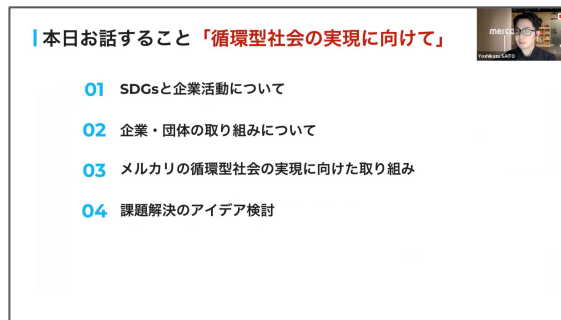 本日お話すること「循環型社会の実現に向けて」
01 SDGsと企業活動について
02 企業・団体の取り組みについて
03 メルカリの循環型社会の実現に向けた取り組み
04 課題解決のアイデア検討
Yoshikazu SAITO